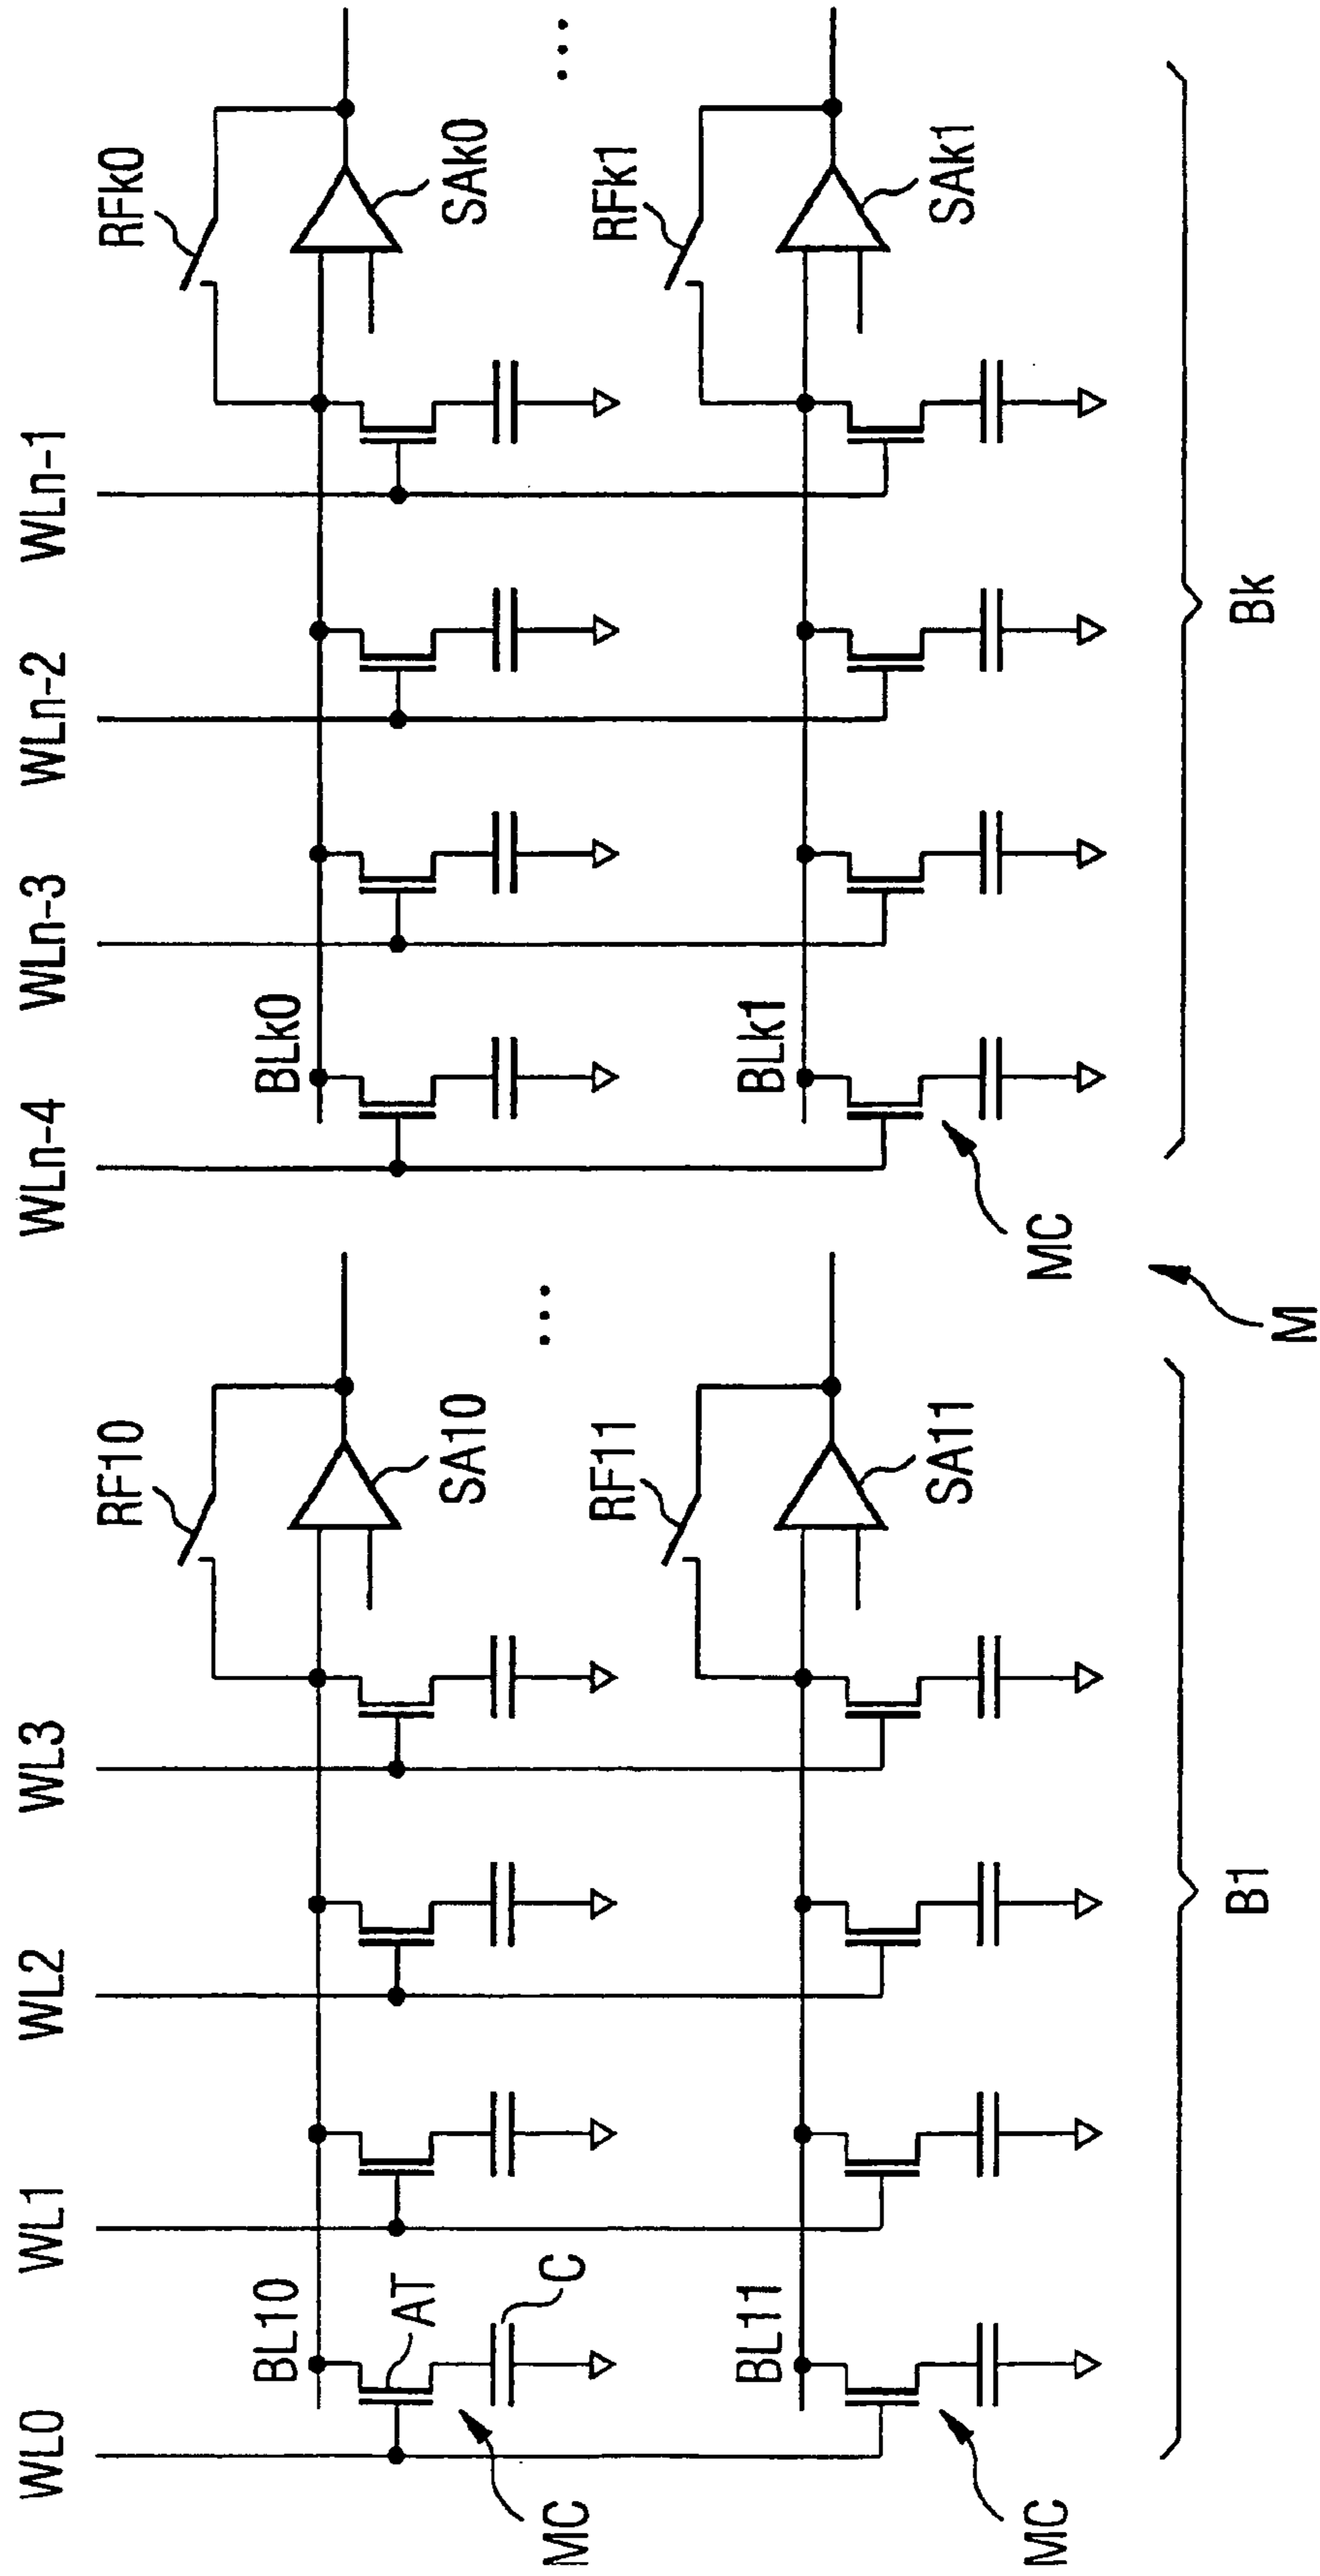 WL0
WL1
WL2
WL3
WLn-4
WLn-3
WLn-2
WLn-1
RF10
RFk0
BL10
BLk0
AT
SA10
SAk0
C
...
...
MC
RF11
RFk1
BL11
BLk1
SA11
SAk1
MC
MC
B1
M
Bk